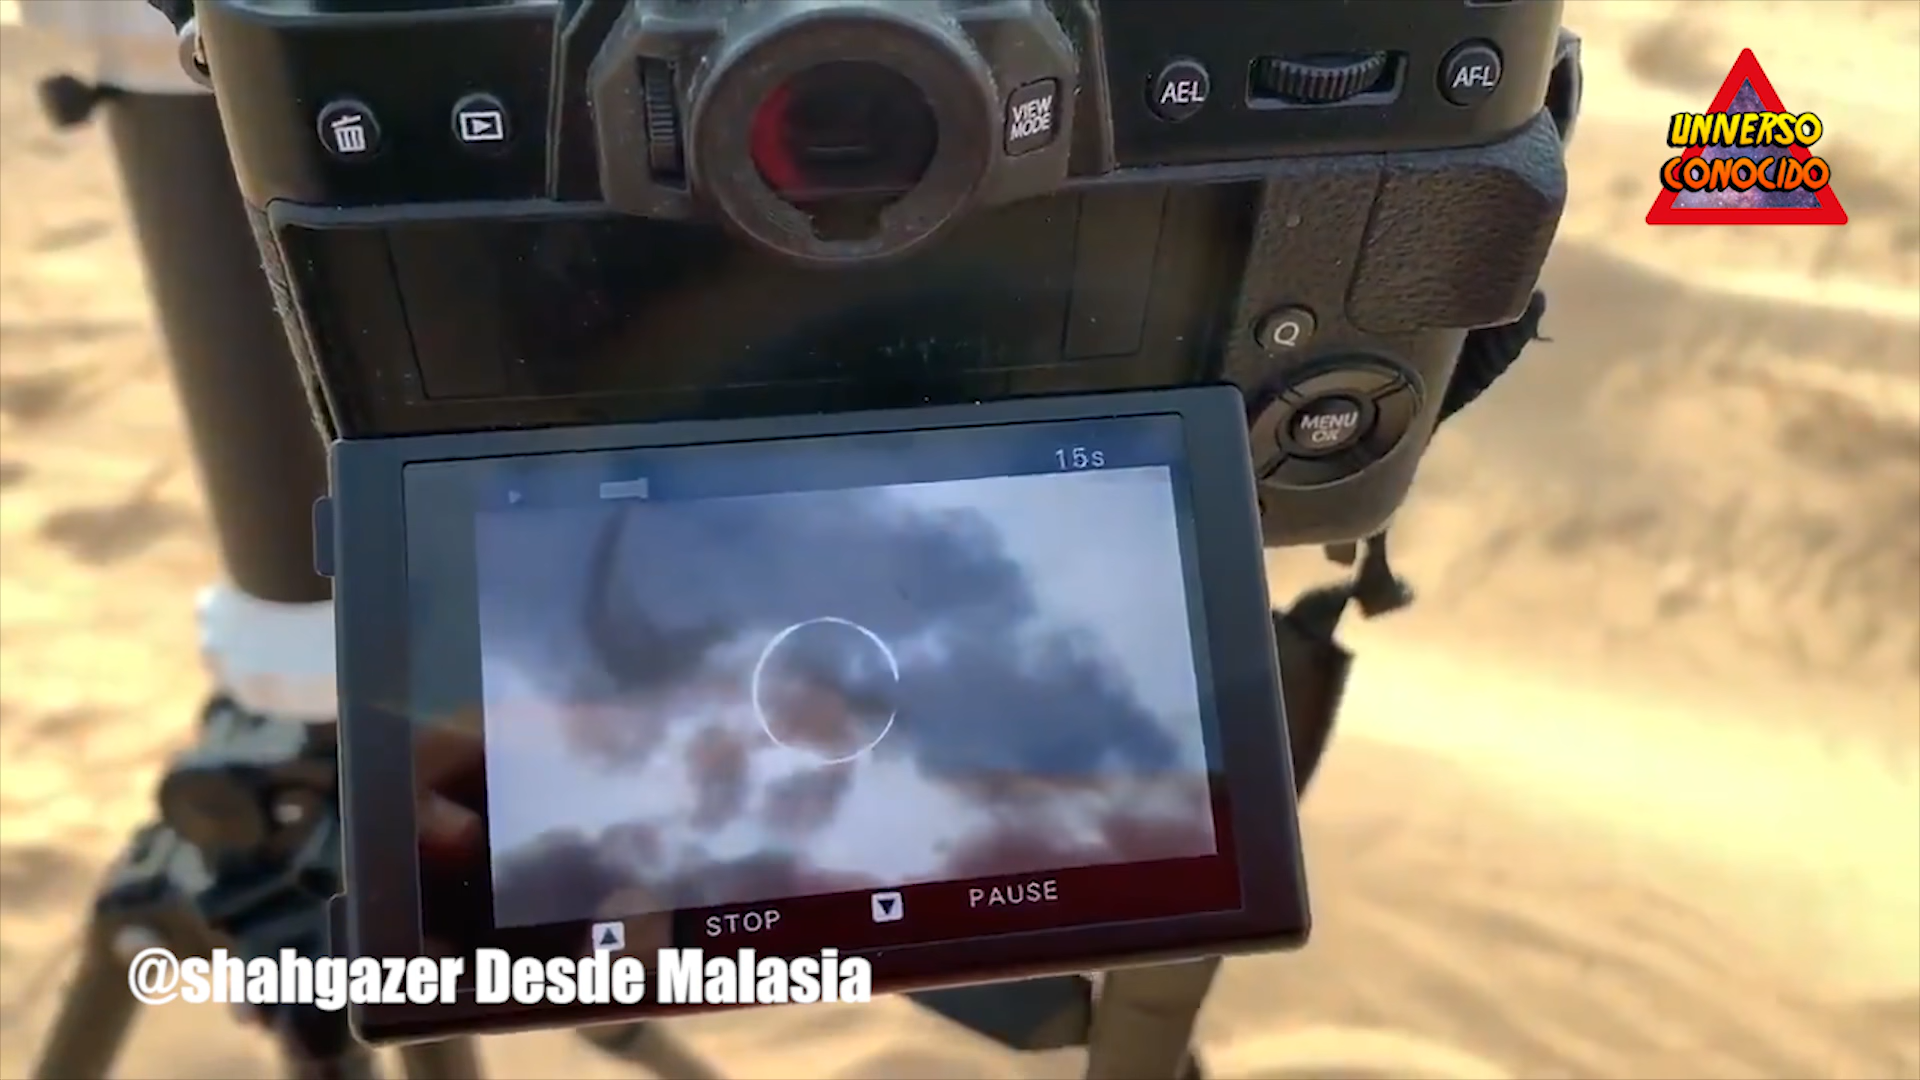 VIEW
MODE
AE-L
AF-L
UNIVERSO
CONOCIDO
Q
MENU
OK
15s
STOP
PAUSE
@shahgazer Desde Malasia